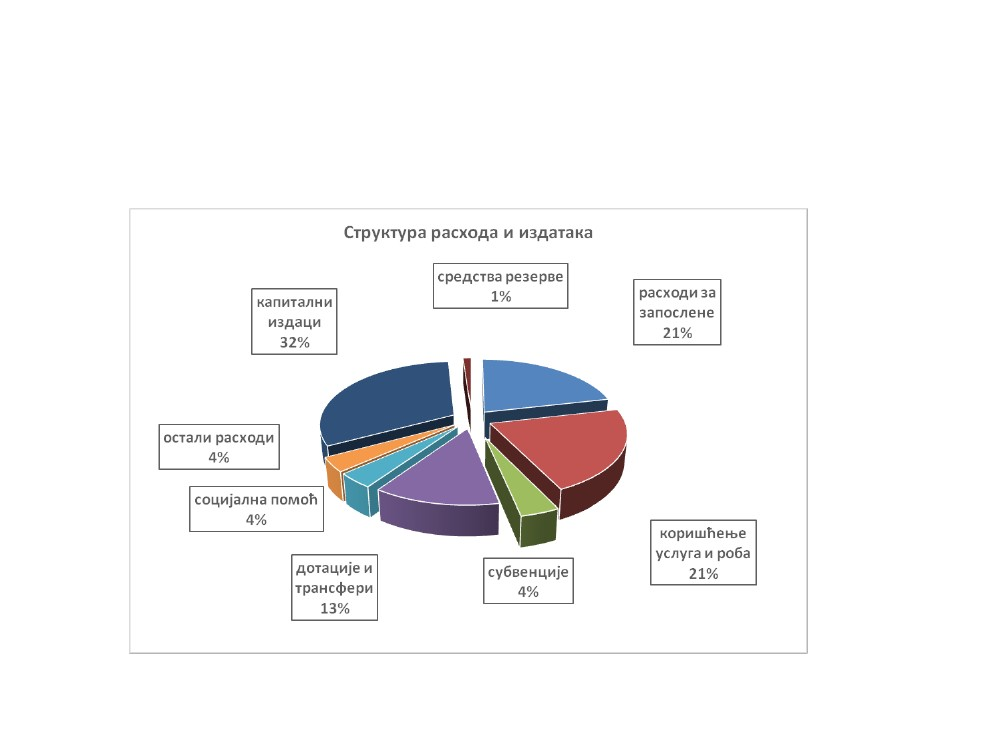 Структура расхода и издатака
средства резерве
1%
расходи за
запослене
21%
капитални
издаци
32%
остали расходи
4%
социјална помоћ
4%
коришћење
услуга и роба
21%
дотације и
трансфери
13%
субвенције
4%